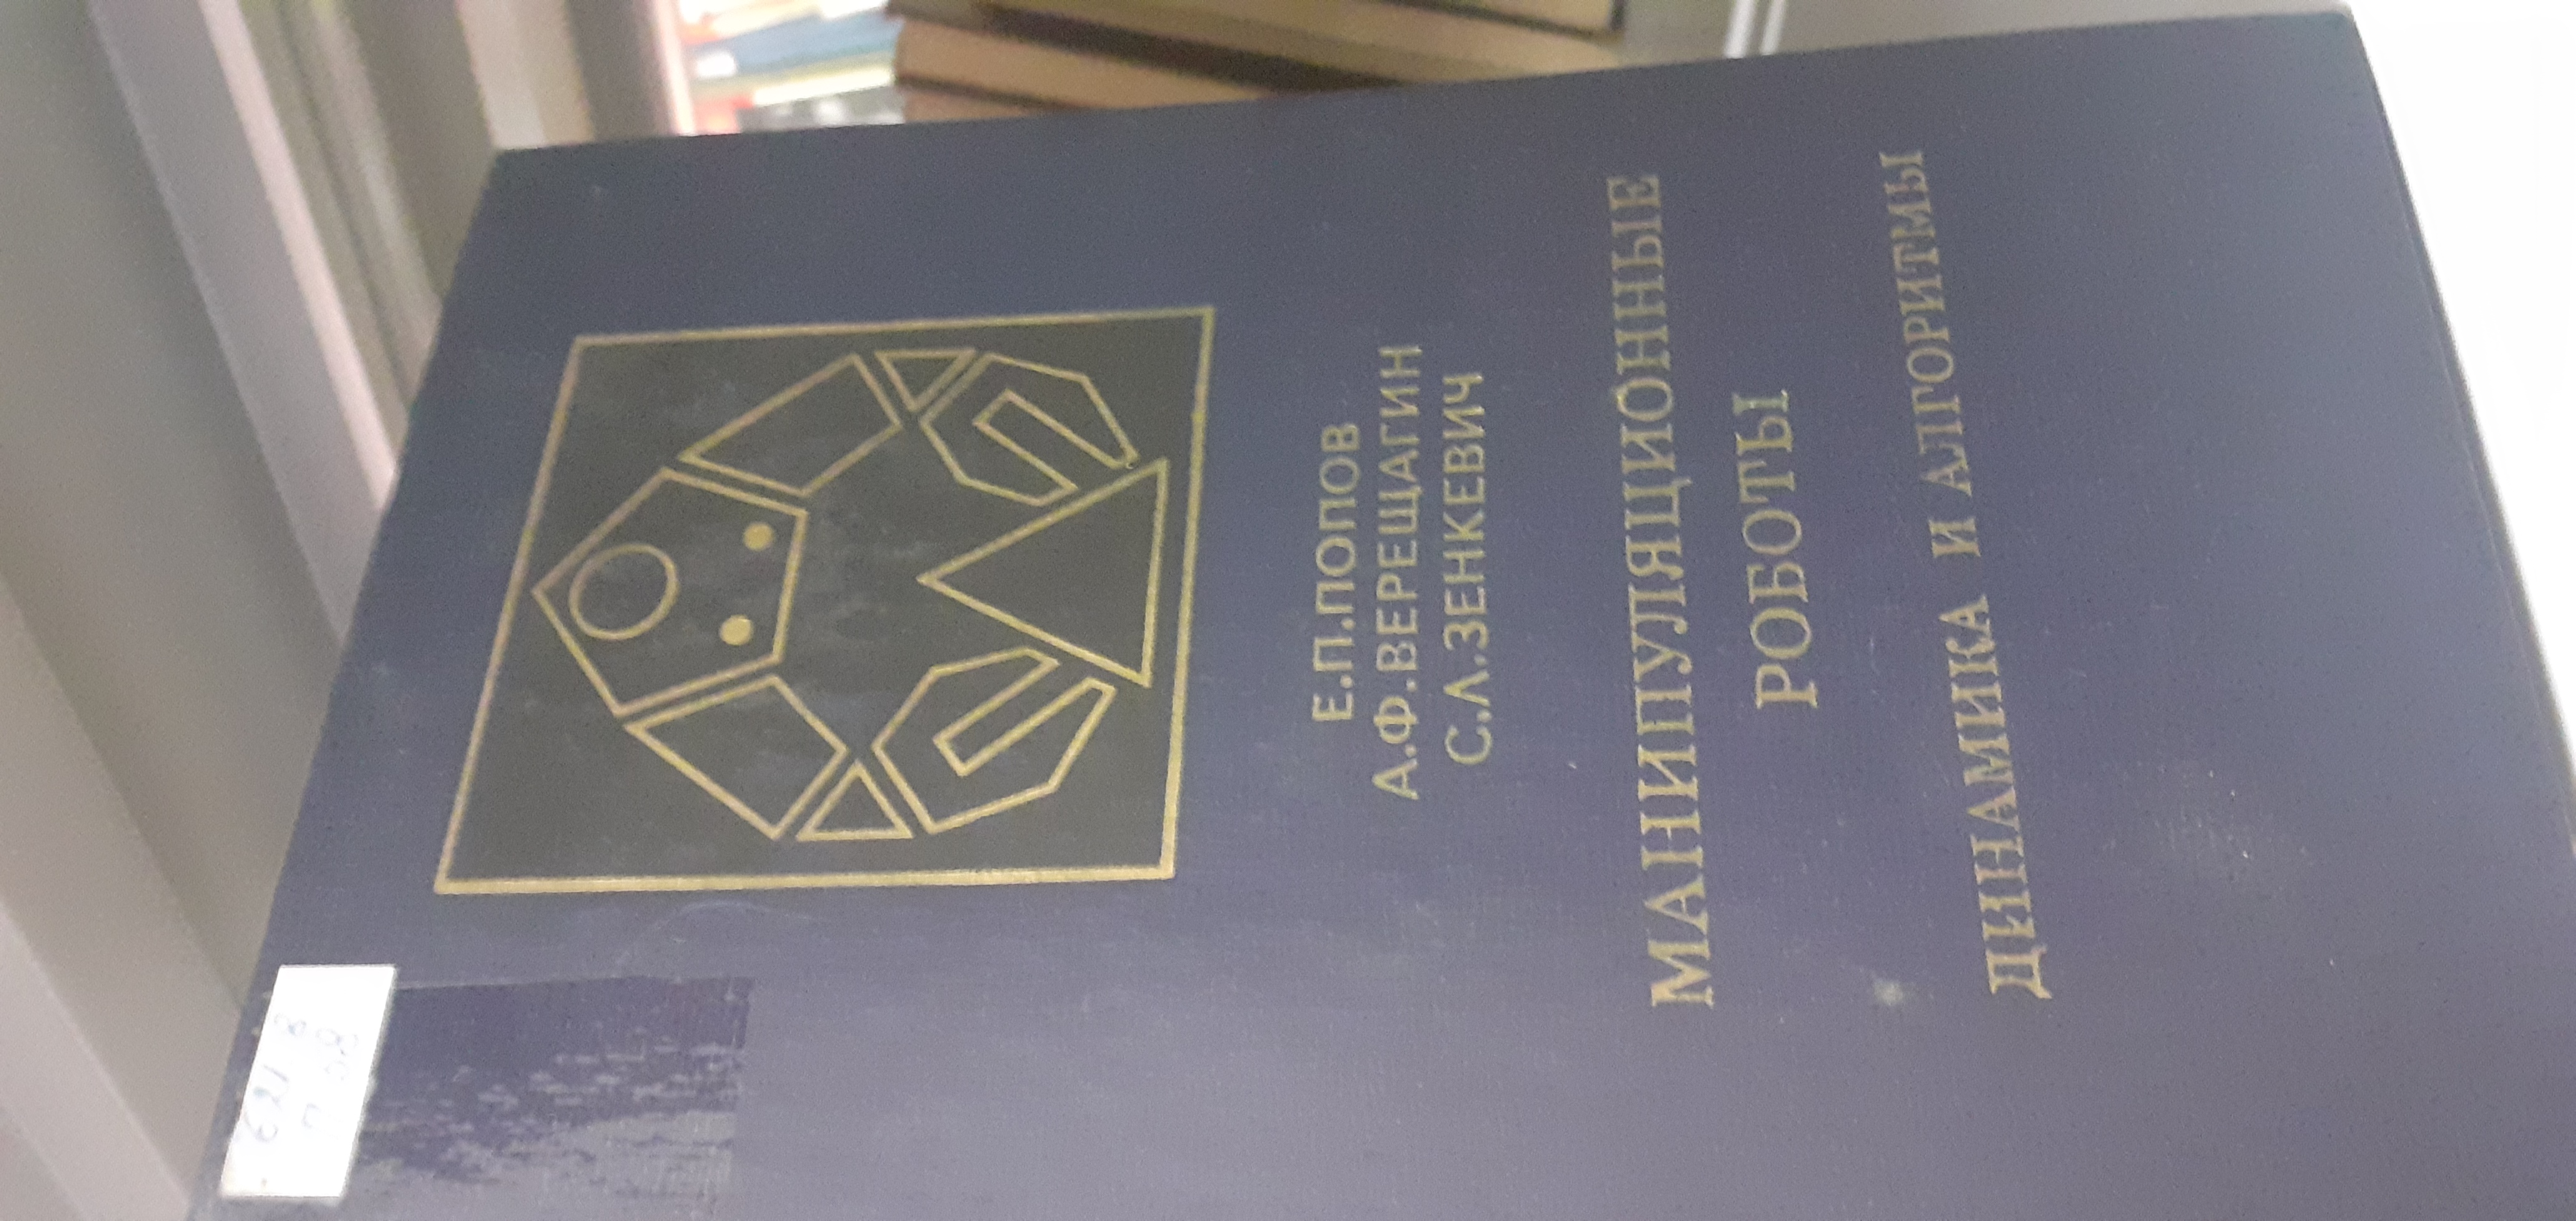 Е.П.ПОПОВ
А.Ф.ВЕРЕЩАГИН
С.Л.ЗЕНКЕВИЧ
МАНИПУЛЯЦИОННЫЕ
РОБОТЫ
ДИНАМИКА И АЛГОРИТМЫ